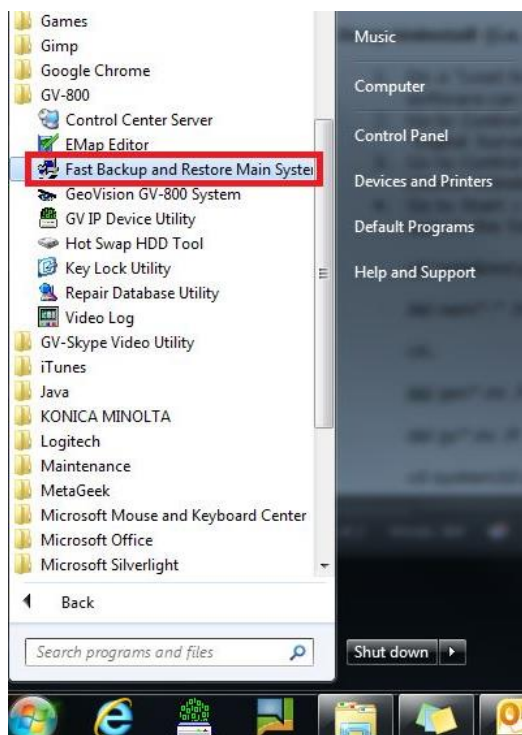 Games
Gimp
Google Chrome
GV-800
Control Center Server
EMap Editor
Fast Backup and Restore Main Syster
GeoVision GV-800 System
GV IP Device Utility
Hot Swap HDD Tool
Key Lock Utility
Repair Database Utility
Video Log
GV-Skype Video Utility
iTunes
Java
KONICA MINOLTA
Logitech
Maintenance
MetaGeek
Microsoft Mouse and Keyboard Center
Microsoft Office
Microsoft Silverlight
Back
Search programs and files
Music
Computer
Control Panel
Devices and Printers
Default Programs
Help and Support
Shut down